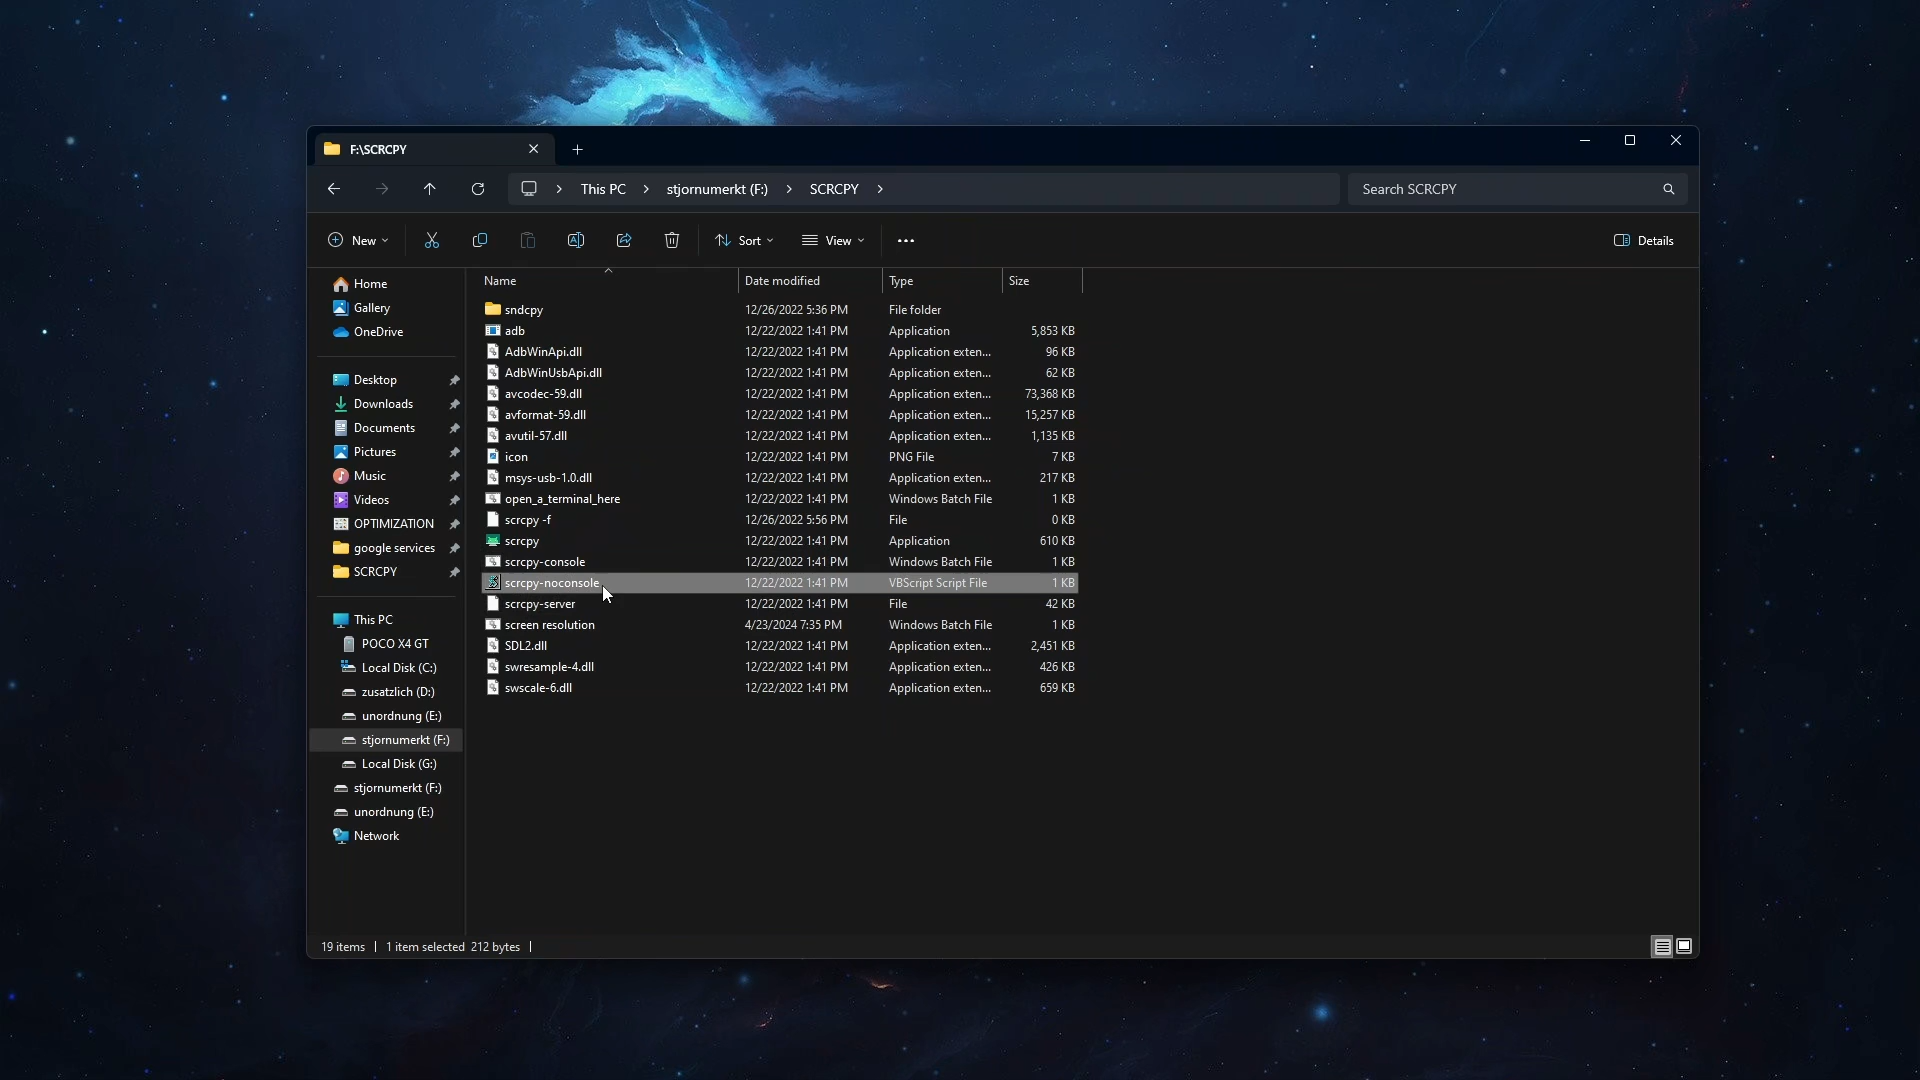 F:\SCRCPY
This PC > stjornumerkt (F:) > SCRCPY >
Search SCRCPY
New
Sort
View
Details
Name Date modified Type Size
sndcpy 12/26/2022 5:36 PM File folder
adb 12/22/2022 1:41 PM Application 5,853 KB
AdbWinApi.dll 12/22/2022 1:41 PM Application exten... 96 KB
AdbWinUsbApi.dll 12/22/2022 1:41 PM Application exten... 62 KB
avcodec-59.dll 12/22/2022 1:41 PM Application exten... 73,368 KB
avformat-59.dll 12/22/2022 1:41 PM Application exten... 15,257 KB
avutil-57.dll 12/22/2022 1:41 PM Application exten... 1,135 KB
icon 12/22/2022 1:41 PM PNG File 7 KB
msys-usb-1.0.dll 12/22/2022 1:41 PM Application exten... 217 KB
open_a_terminal_here 12/22/2022 1:41 PM Windows Batch File 1 KB
scrcpy -f 12/26/2022 5:56 PM File 0 KB
scrcpy 12/22/2022 1:41 PM Application 610 KB
scrcpy-console 12/22/2022 1:41 PM Windows Batch File 1 KB
scrcpy-noconsole 12/22/2022 1:41 PM VBScript Script File 1 KB
scrcpy-server 12/22/2022 1:41 PM File 42 KB
screen resolution 4/23/2024 7:35 PM Windows Batch File 1 KB
SDL2.dll 12/22/2022 1:41 PM Application exten... 2,451 KB
swresample-4.dll 12/22/2022 1:41 PM Application exten... 426 KB
swscale-6.dll 12/22/2022 1:41 PM Application exten... 659 KB
Home
Gallery
OneDrive
Desktop
Downloads
Documents
Pictures
Music
Videos
OPTIMIZATION
google services
SCRCPY
This PC
POCO X4 GT
Local Disk (C:)
zusatzlich (D:)
unordnung (E:)
stjornumerkt (F:)
Local Disk (G:)
stjornumerkt (F:)
unordnung (E:)
Network
19 items | 1 item selected 212 bytes |